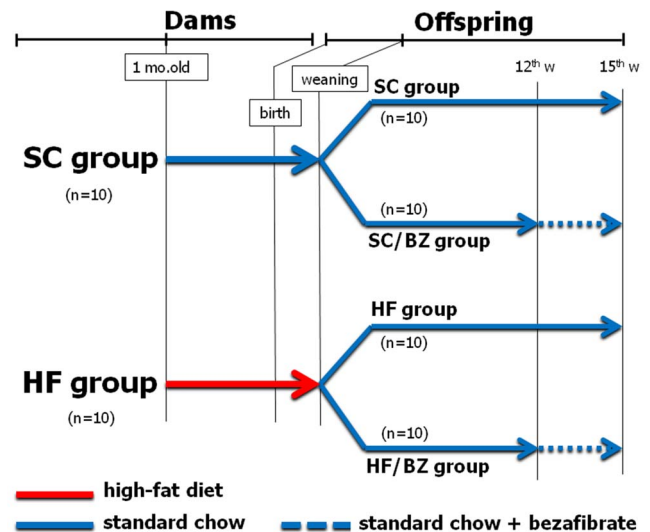 Dams
Offspring
1 mo.old
birth
weaning
12th w
15th w
SC group
(n=10)
SC group
(n=10)
(n=10)
SC/BZ group
HF group
(n=10)
HF group
(n=10)
(n=10)
HF/BZ group
high-fat diet
standard chow
standard chow + bezafibrate